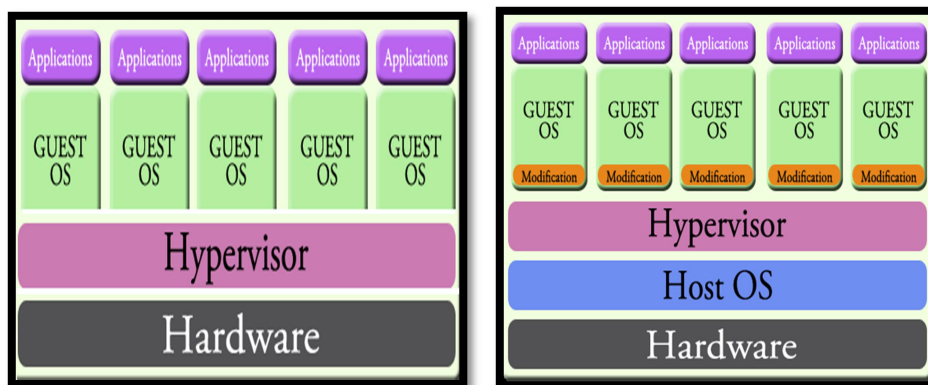 Applications Applications Applications Applications Applications
GUEST OS GUEST OS GUEST OS GUEST OS GUEST OS
Hypervisor
Hardware
Applications Applications Applications Applications Applications
GUEST OS GUEST OS GUEST OS GUEST OS GUEST OS
Modification Modification Modification Modification Modification
Hypervisor
Host OS
Hardware